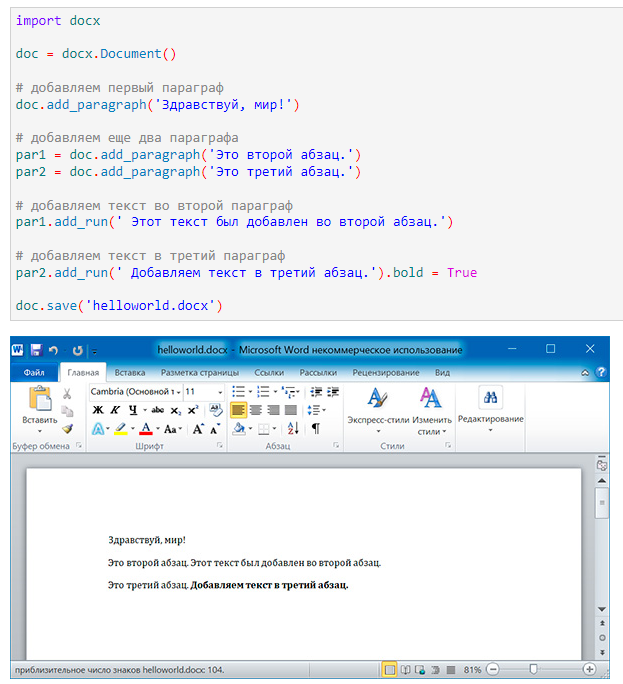 import docx
doc = docx.Document()
# добавляем первый параграф
doc.add_paragraph('Здравствуй, мир!')
# добавляем еще два параграфа
par1 = doc.add_paragraph('Это второй абзац.')
par2 = doc.add_paragraph('Это третий абзац.')
# добавляем текст во второй параграф
par1.add_run(' Этот текст был добавлен во второй абзац.')
# добавляем текст в третий параграф
par2.add_run(' Добавляем текст в третий абзац.').bold = True
doc.save('helloworld.docx')
helloworld.docx - Microsoft Word некоммерческое использование
Файл Главная Вставка Разметка страницы Ссылки Рассылки Рецензирование Вид
Cambria (Основной т 11
Вставить
Ж К Ч abc x₂ x²
Aa A A
Экспресс-стили Изменить стили Редактирование
Буфер обмена Шрифт Абзац Стили
Здравствуй, мир!
Это второй абзац. Этот текст был добавлен во второй абзац.
Это третий абзац. Добавляем текст в третий абзац.
приблизительное число знаков helloworld.docx: 104.
81%